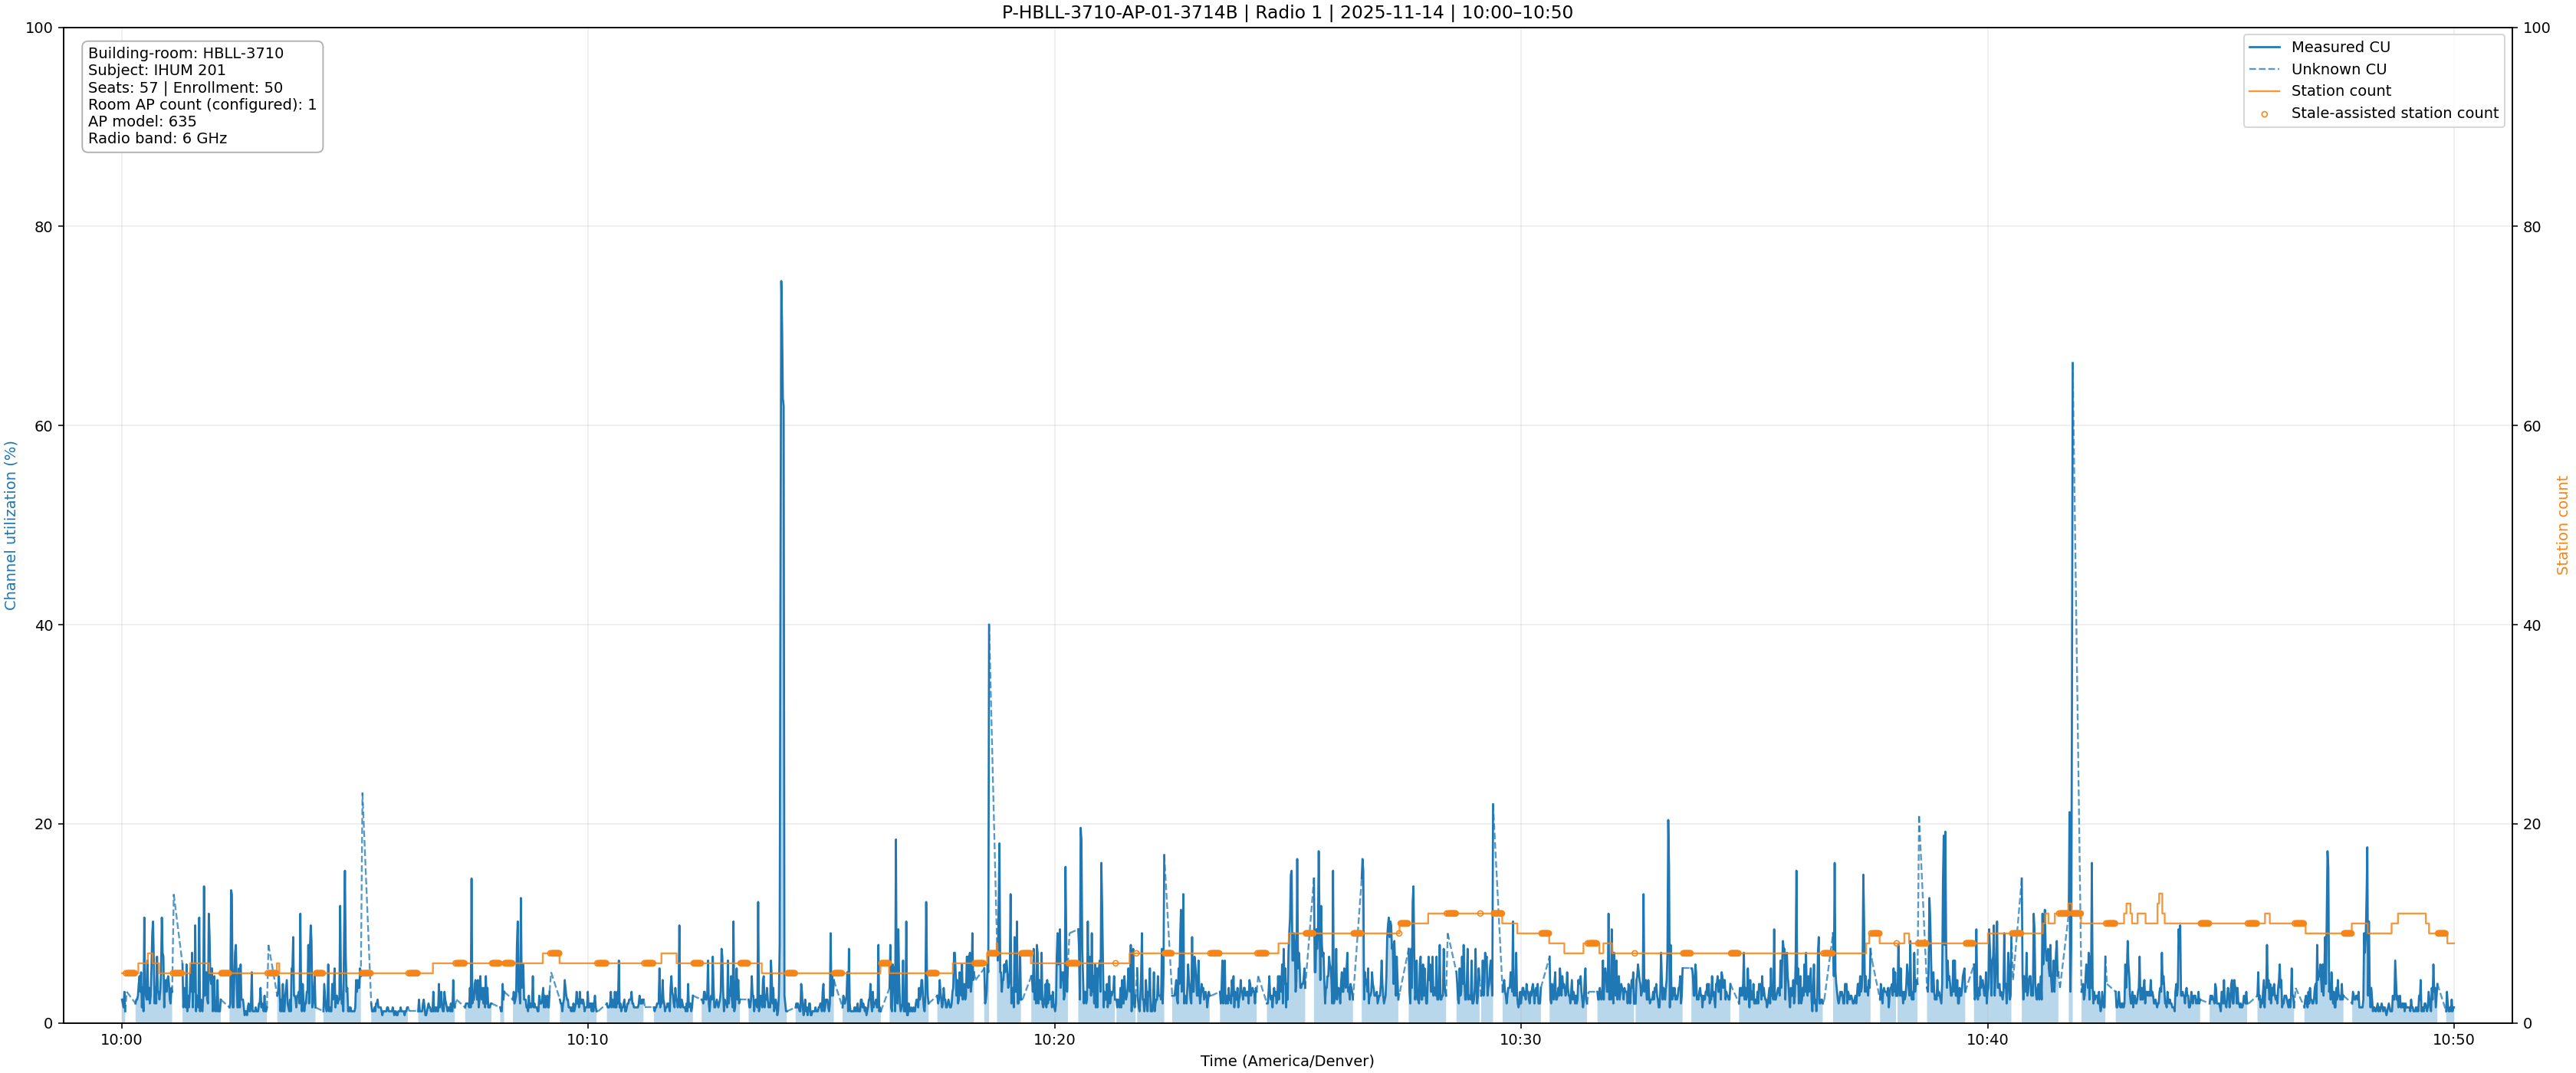 P-HBLL-3710-AP-01-3714B | Radio 1 | 2025-11-14 | 10:00–10:50
Building-room: HBLL-3710
Subject: IHUM 201
Seats: 57 | Enrollment: 50
Room AP count (configured): 1
AP model: 635
Radio band: 6 GHz
Measured CU
Unknown CU
Station count
Stale-assisted station count
Channel utilization (%)
100
80
60
40
20
0
100
80
60
40
20
0
Station count
10:00
10:10
10:20
10:30
10:40
10:50
Time (America/Denver)